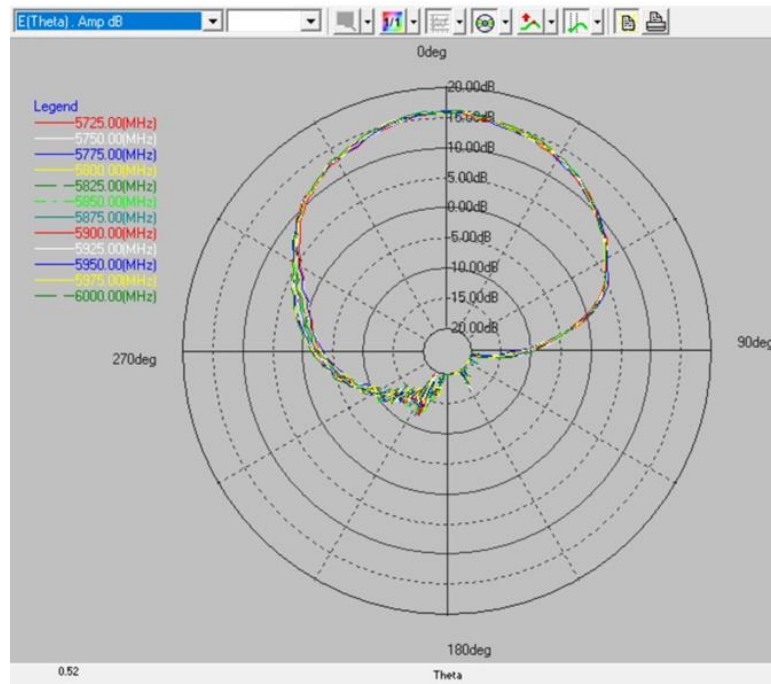 E(Theta) . Amp dB
1/1
0deg
20.00dB
15.00dB
10.00dB
5.00dB
0.00dB
5.00dB
10.00dB
15.00dB
20.00dB
Legend
5725.00(MHz)
5750.00(MHz)
5775.00(MHz)
5800.00(MHz)
5825.00(MHz)
5850.00(MHz)
5875.00(MHz)
5900.00(MHz)
5925.00(MHz)
5950.00(MHz)
5975.00(MHz)
6000.00(MHz)
90deg
270deg
180deg
0.52
Theta